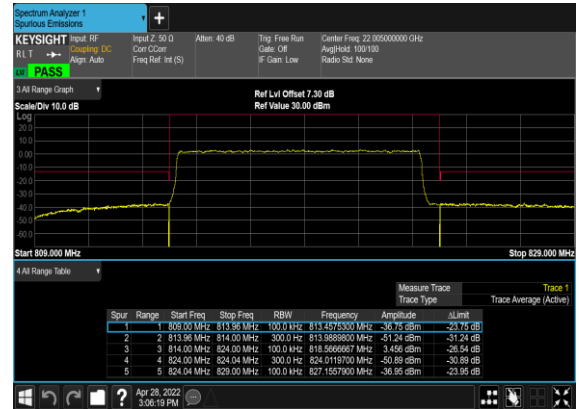 Spectrum Analyzer 1
Spurious Emissions
KEYSIGHT Input: RF Input Z: 50 Ω Atten: 40 dB Trig: Free Run Center Freq: 22.005000000 GHz
RLT Coupling: DC Corr CCorr Gate: Off Avg|Hold: 100/100
Align: Auto Freq Ref: Int (S) IF Gain: Low Radio Std: None
LXI PASS
3 All Range Graph Ref Lvl Offset 7.30 dB
Scale/Div 10.0 dB Ref Value 30.00 dBm
Log
20.0
10.0
0.00
-10.0
-20.0
-30.0
-40.0
-50.0
-60.0
Start 809.000 MHz Stop 829.000 MHz
4 All Range Table
Measure Trace Trace 1
Trace Type Trace Average (Active)
Spur Range Start Freq Stop Freq RBW Frequency Amplitude ΔLimit
1 1 809.00 MHz 813.96 MHz 100.0 kHz 813.4575300 MHz -36.75 dBm -23.75 dB
2 2 813.96 MHz 814.00 MHz 300.0 Hz 813.9889800 MHz -51.24 dBm -31.24 dB
3 3 814.00 MHz 824.00 MHz 100.0 kHz 818.5666667 MHz 3.456 dBm -26.54 dB
4 4 824.00 MHz 824.04 MHz 300.0 Hz 824.0119700 MHz -50.89 dBm -30.89 dB
5 5 824.04 MHz 829.00 MHz 100.0 kHz 827.1557900 MHz -36.95 dBm -23.95 dB
? Apr 28, 2022
3:06:19 PM